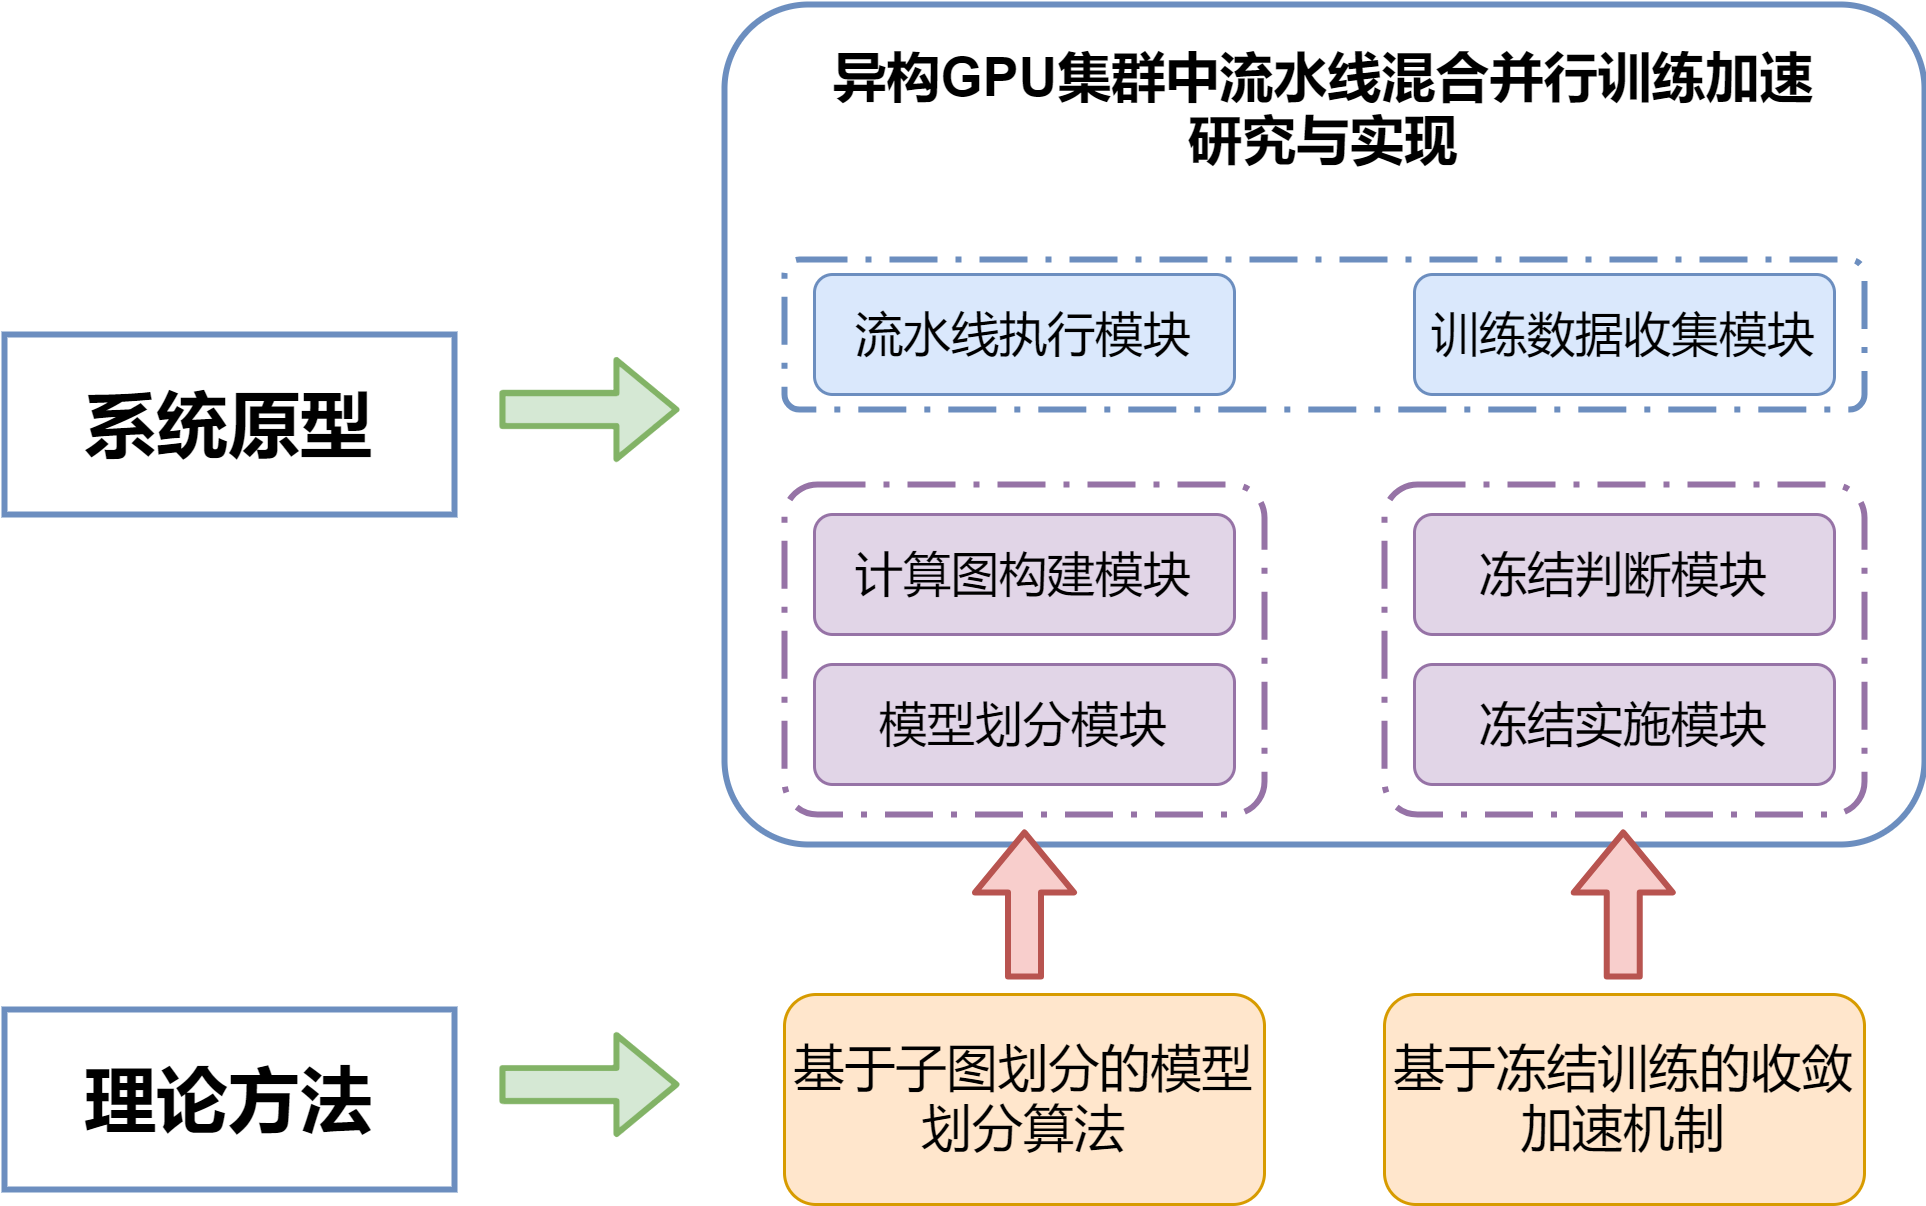 异构GPU集群中流水线混合并行训练加速
研究与实现
流水线执行模块
训练数据收集模块
系统原型
计算图构建模块
冻结判断模块
模型划分模块
冻结实施模块
理论方法
基于子图划分的模型
划分算法
基于冻结训练的收敛
加速机制